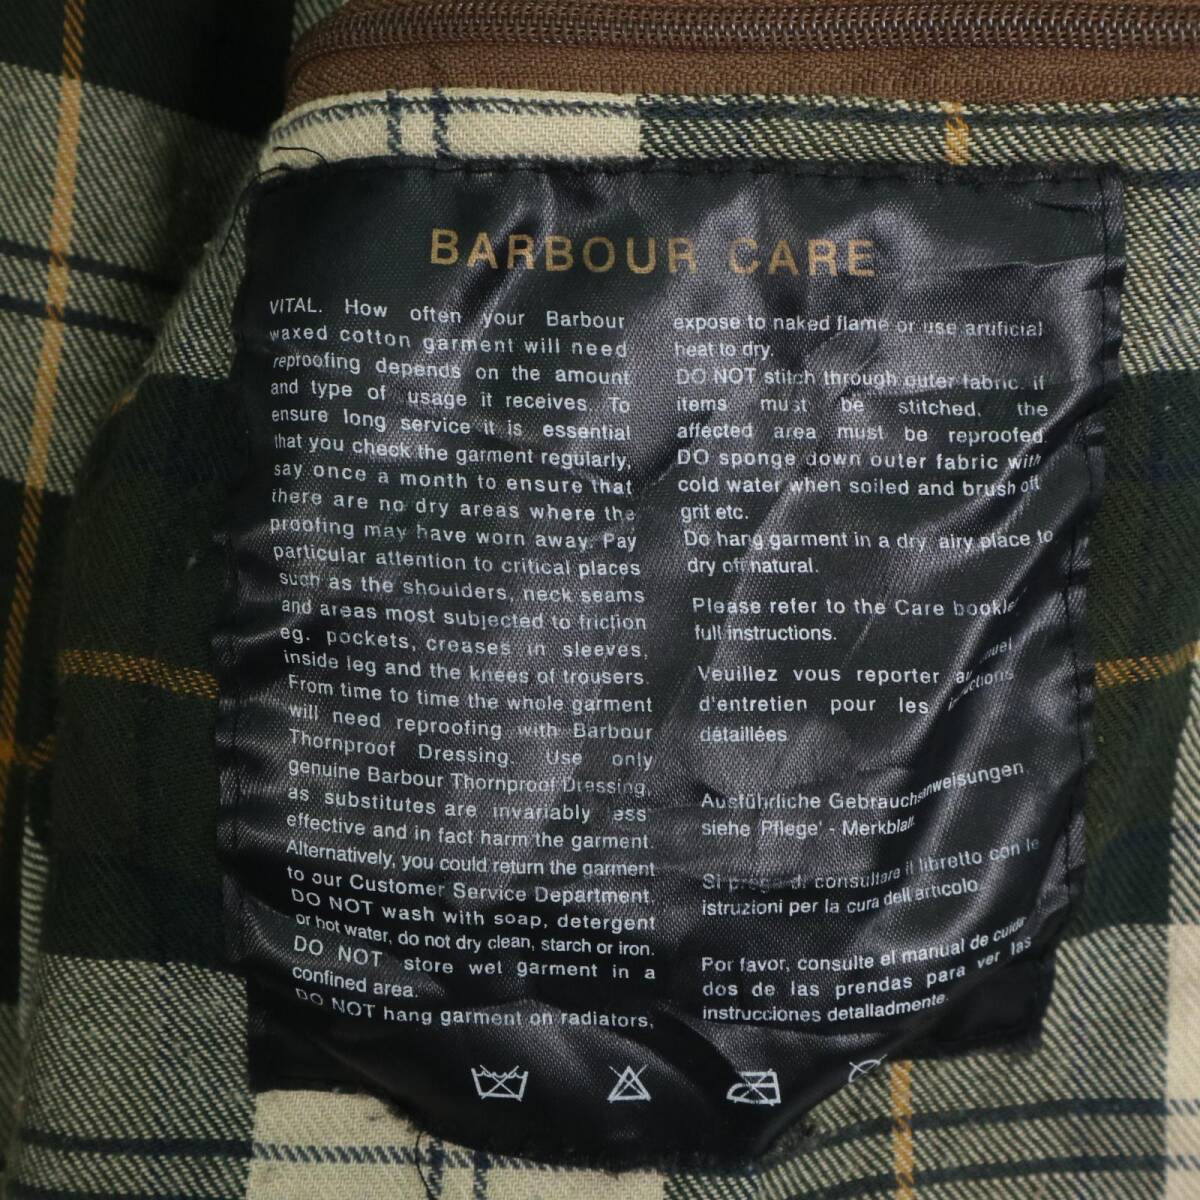 BARBOUR CARE
VITAL. How often your Barbour
waxed cotton garment will need
reproofing depends on the amount
and type of usage it receives. To
ensure long service it is essential
that you check the garment regularly,
say once a month to ensure that
there are no dry areas where the
proofing may have worn away. Pay
particular attention to critical places
such as the shoulders, neck seams
and areas most subjected to friction
eg. pockets, creases in sleeves,
inside leg and the knees of trousers.
From time to time the whole garment
will need reproofing with Barbour
Thornproof Dressing. Use only
genuine Barbour Thornproof Dressing,
as substitutes are invariably less
effective and in fact harm the garment.
Alternatively, you could return the garment
to our Customer Service Department.
DO NOT wash with soap, detergent
or hot water, do not dry clean, starch or iron.
DO NOT store wet garment in a
confined area.
DO NOT hang garment on radiators,
expose to naked flame or use artificial
heat to dry.
DO NOT stitch through outer fabric. if
items must be stitched, the
affected area must be reproofed.
DO sponge down outer fabric with
cold water when soiled and brush off
grit etc.
Do hang garment in a dry airy place to
dry off natural.
Please refer to the Care
full instructions.
Veuillez vous reporter
d'entretien pour les
détaillées
Ausführliche Gebrauchsanweisungen
siehe 'Pflege' - Merkblatt
Si prega di consultare il libretto con le
istruzioni per la cura dell'articolo.
Por favor, consulte el manual de
dos de las prendas para ver las
instrucciones detalladmente.